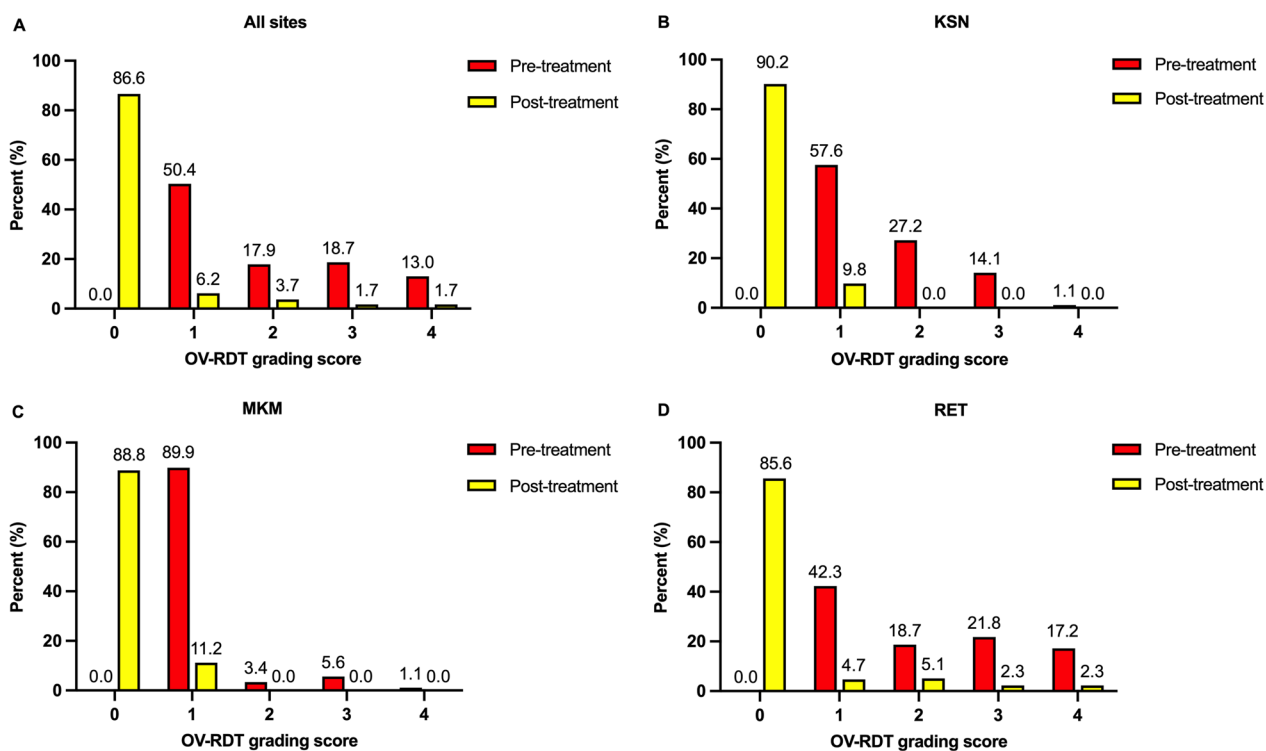 A
All sites
100
80
60
40
20
0
Percent (%)
0.0 86.6
50.4 6.2
17.9 3.7
18.7 1.7
13.0 1.7
0 1 2 3 4
OV-RDT grading score
Pre-treatment
Post-treatment
B
KSN
100
80
60
40
20
0
Percent (%)
0.0 90.2
57.6 9.8
27.2 0.0
14.1 0.0
1.1 0.0
0 1 2 3 4
OV-RDT grading score
Pre-treatment
Post-treatment
C
MKM
100
80
60
40
20
0
Percent (%)
0.0 88.8
89.9 11.2
3.4 0.0
5.6 0.0
1.1 0.0
0 1 2 3 4
OV-RDT grading score
Pre-treatment
Post-treatment
D
RET
100
80
60
40
20
0
Percent (%)
0.0 85.6
42.3 4.7
18.7 5.1
21.8 2.3
17.2 2.3
0 1 2 3 4
OV-RDT grading score
Pre-treatment
Post-treatment